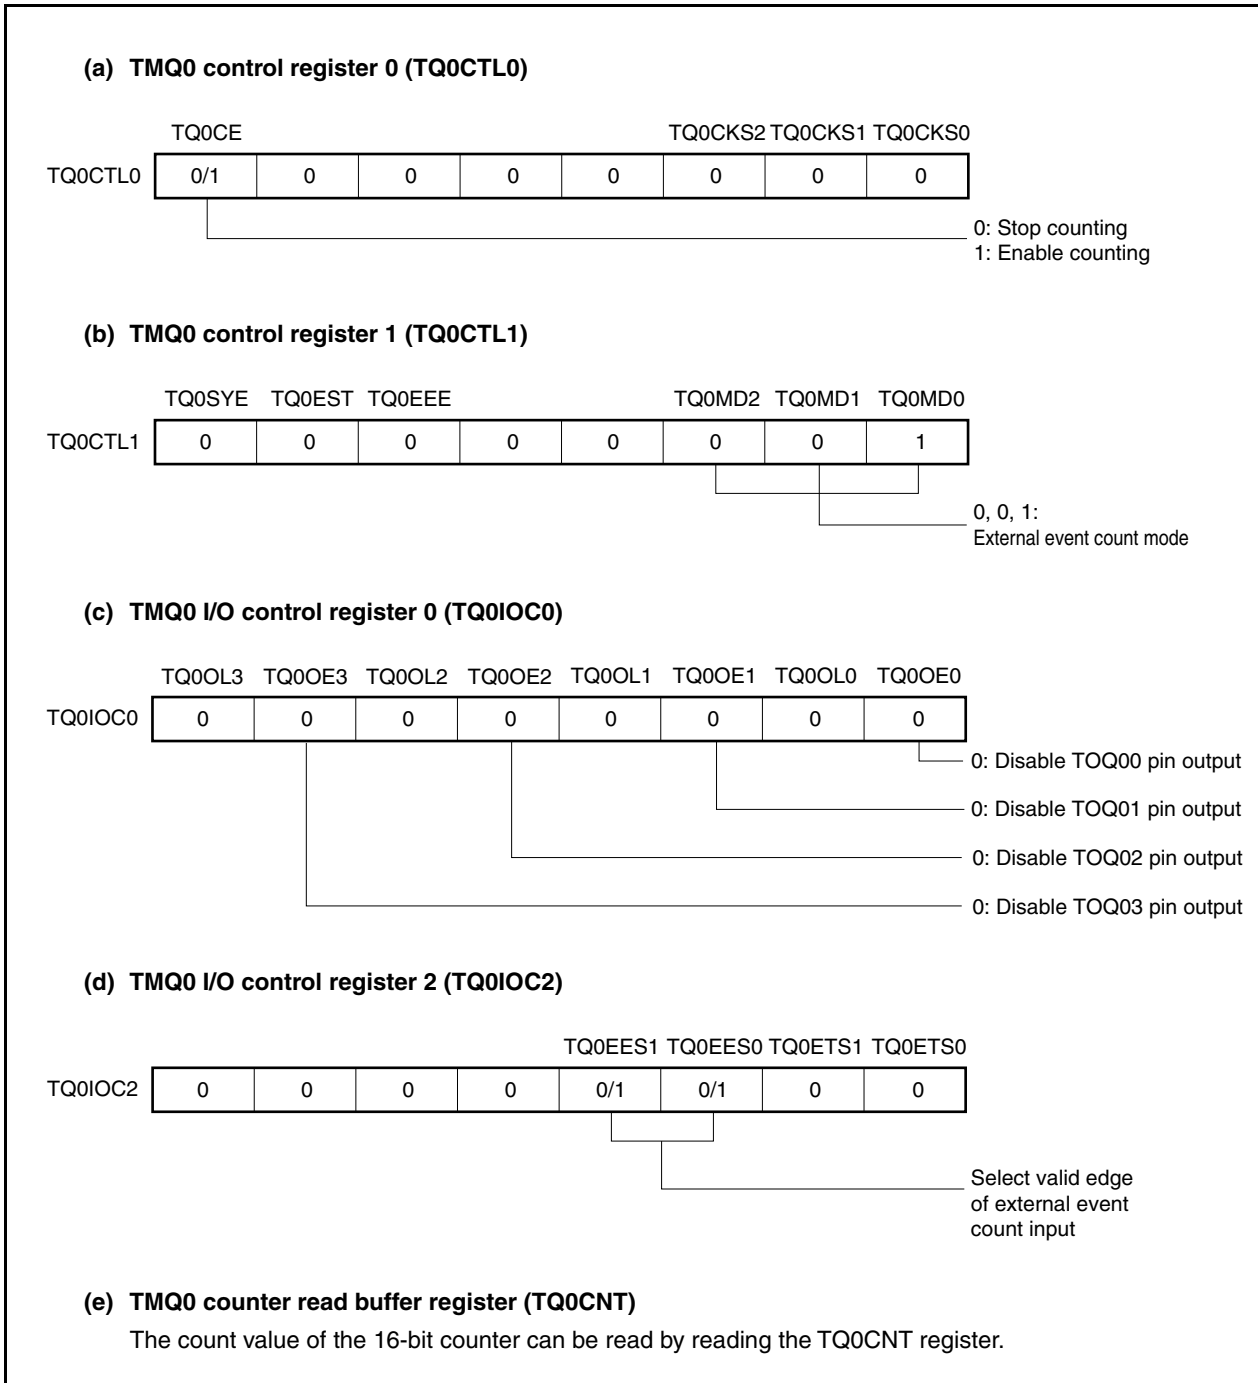 (a) TMQ0 control register 0 (TQ0CTL0)
TQ0CE TQ0CKS2 TQ0CKS1 TQ0CKS0
TQ0CTL0 0/1 0 0 0 0 0 0 0
0: Stop counting
1: Enable counting
(b) TMQ0 control register 1 (TQ0CTL1)
TQ0SYE TQ0EST TQ0EEE TQ0MD2 TQ0MD1 TQ0MD0
TQ0CTL1 0 0 0 0 0 0 0 1
0, 0, 1:
External event count mode
(c) TMQ0 I/O control register 0 (TQ0IOC0)
TQ0OL3 TQ0OE3 TQ0OL2 TQ0OE2 TQ0OL1 TQ0OE1 TQ0OL0 TQ0OE0
TQ0IOC0 0 0 0 0 0 0 0 0
0: Disable TOQ00 pin output
0: Disable TOQ01 pin output
0: Disable TOQ02 pin output
0: Disable TOQ03 pin output
(d) TMQ0 I/O control register 2 (TQ0IOC2)
TQ0EES1 TQ0EES0 TQ0ETS1 TQ0ETS0
TQ0IOC2 0 0 0 0 0/1 0/1 0 0
Select valid edge
of external event
count input
(e) TMQ0 counter read buffer register (TQ0CNT)
The count value of the 16-bit counter can be read by reading the TQ0CNT register.